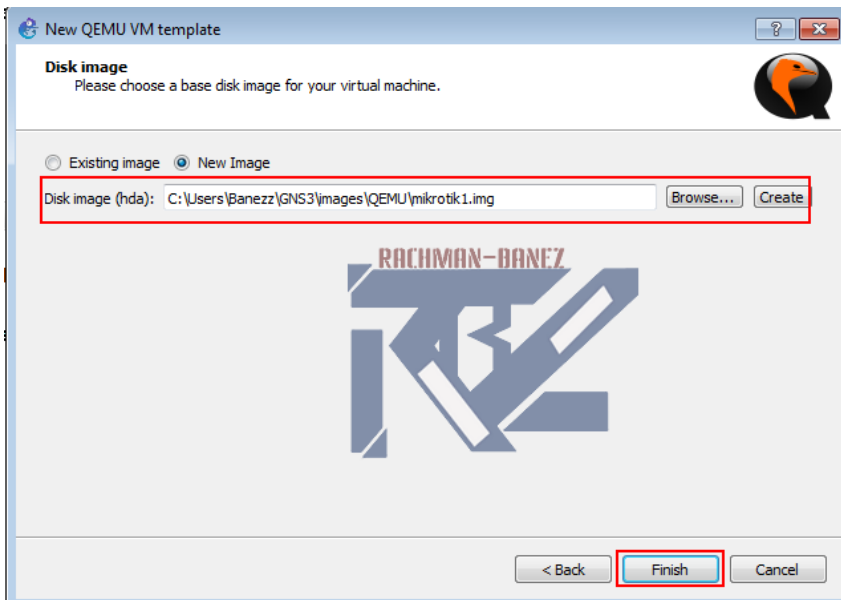 New QEMU VM template
Disk image
Please choose a base disk image for your virtual machine.
Existing image New Image
Disk image (hda): C:\Users\Banezz\GNS3\images\QEMU\mikrotik1.img Browse... Create
RACHMAN-BANEZ
< Back Finish Cancel